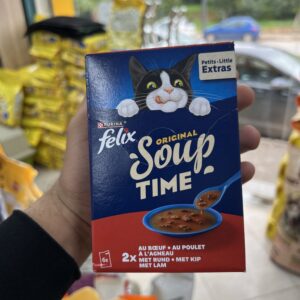 Petits • Little
Extras
PURINA
felix
ORIGINAL
Soup
TIME
6x
2x
AU BŒUF • AU POULET
À L'AGNEAU
MET RUND • MET KIP
MET LAM